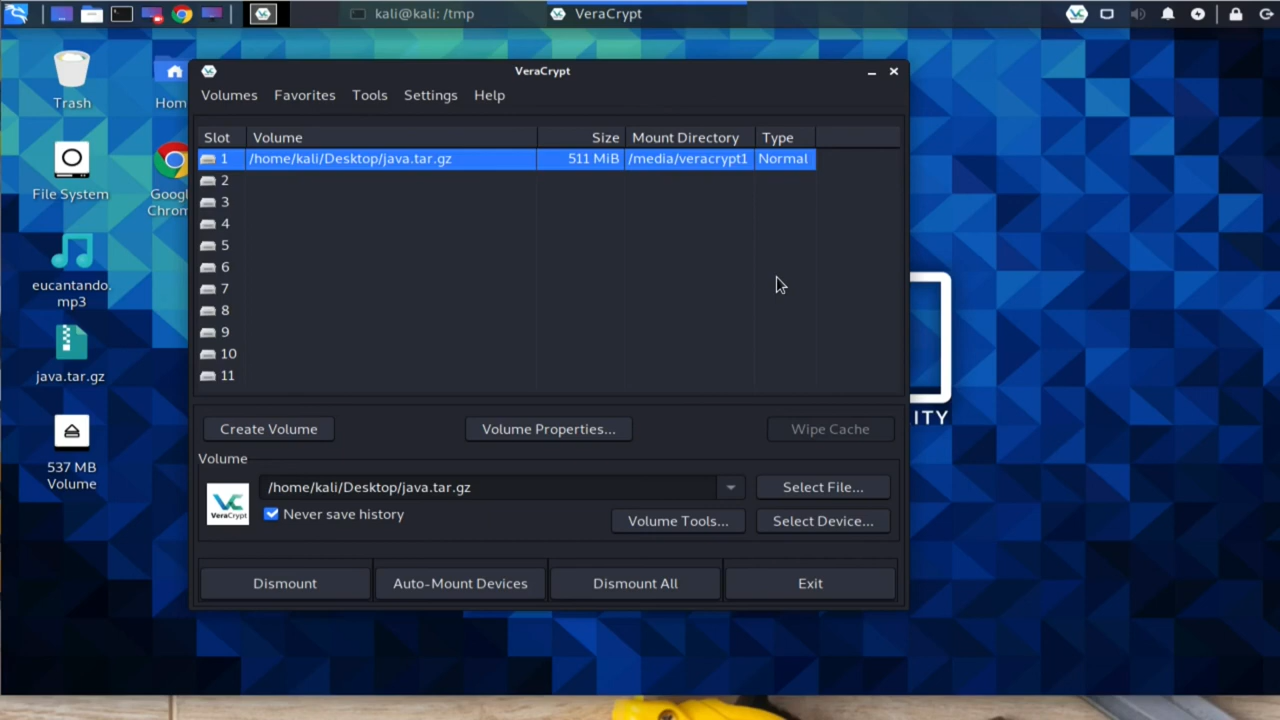 kali@kali: /tmp
VeraCrypt
VeraCrypt
Volumes Favorites Tools Settings Help
Slot Volume Size Mount Directory Type
1 /home/kali/Desktop/java.tar.gz 511 MiB /media/veracrypt1 Normal
2
3
4
5
6
7
8
9
10
11
Create Volume Volume Properties... Wipe Cache
Volume
/home/kali/Desktop/java.tar.gz Select File...
VC
VeraCrypt
Never save history Volume Tools... Select Device...
Dismount Auto-Mount Devices Dismount All Exit
Trash
Hom
File System
Goog
Chrom
eucantando.
mp3
java.tar.gz
537 MB
Volume
ITY